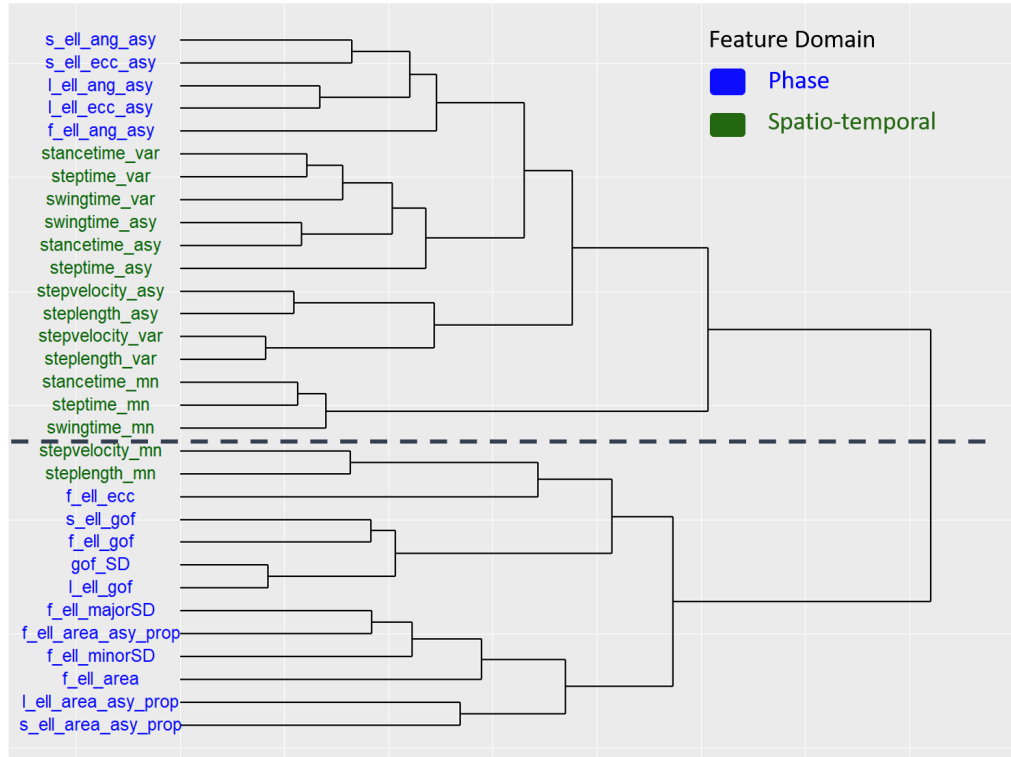 s_ell_ang_asy
s_ell_ecc_asy
l_ell_ang_asy
l_ell_ecc_asy
f_ell_ang_asy
stancetime_var
steptime_var
swingtime_var
swingtime_asy
stancetime_asy
steptime_asy
stepvelocity_asy
steplength_asy
stepvelocity_var
steplength_var
stancetime_mn
steptime_mn
swingtime_mn
stepvelocity_mn
steplength_mn
f_ell_ecc
s_ell_gof
f_ell_gof
gof_SD
l_ell_gof
f_ell_majorSD
f_ell_area_asy_prop
f_ell_minorSD
f_ell_area
l_ell_area_asy_prop
s_ell_area_asy_prop
Feature Domain
Phase
Spatio-temporal